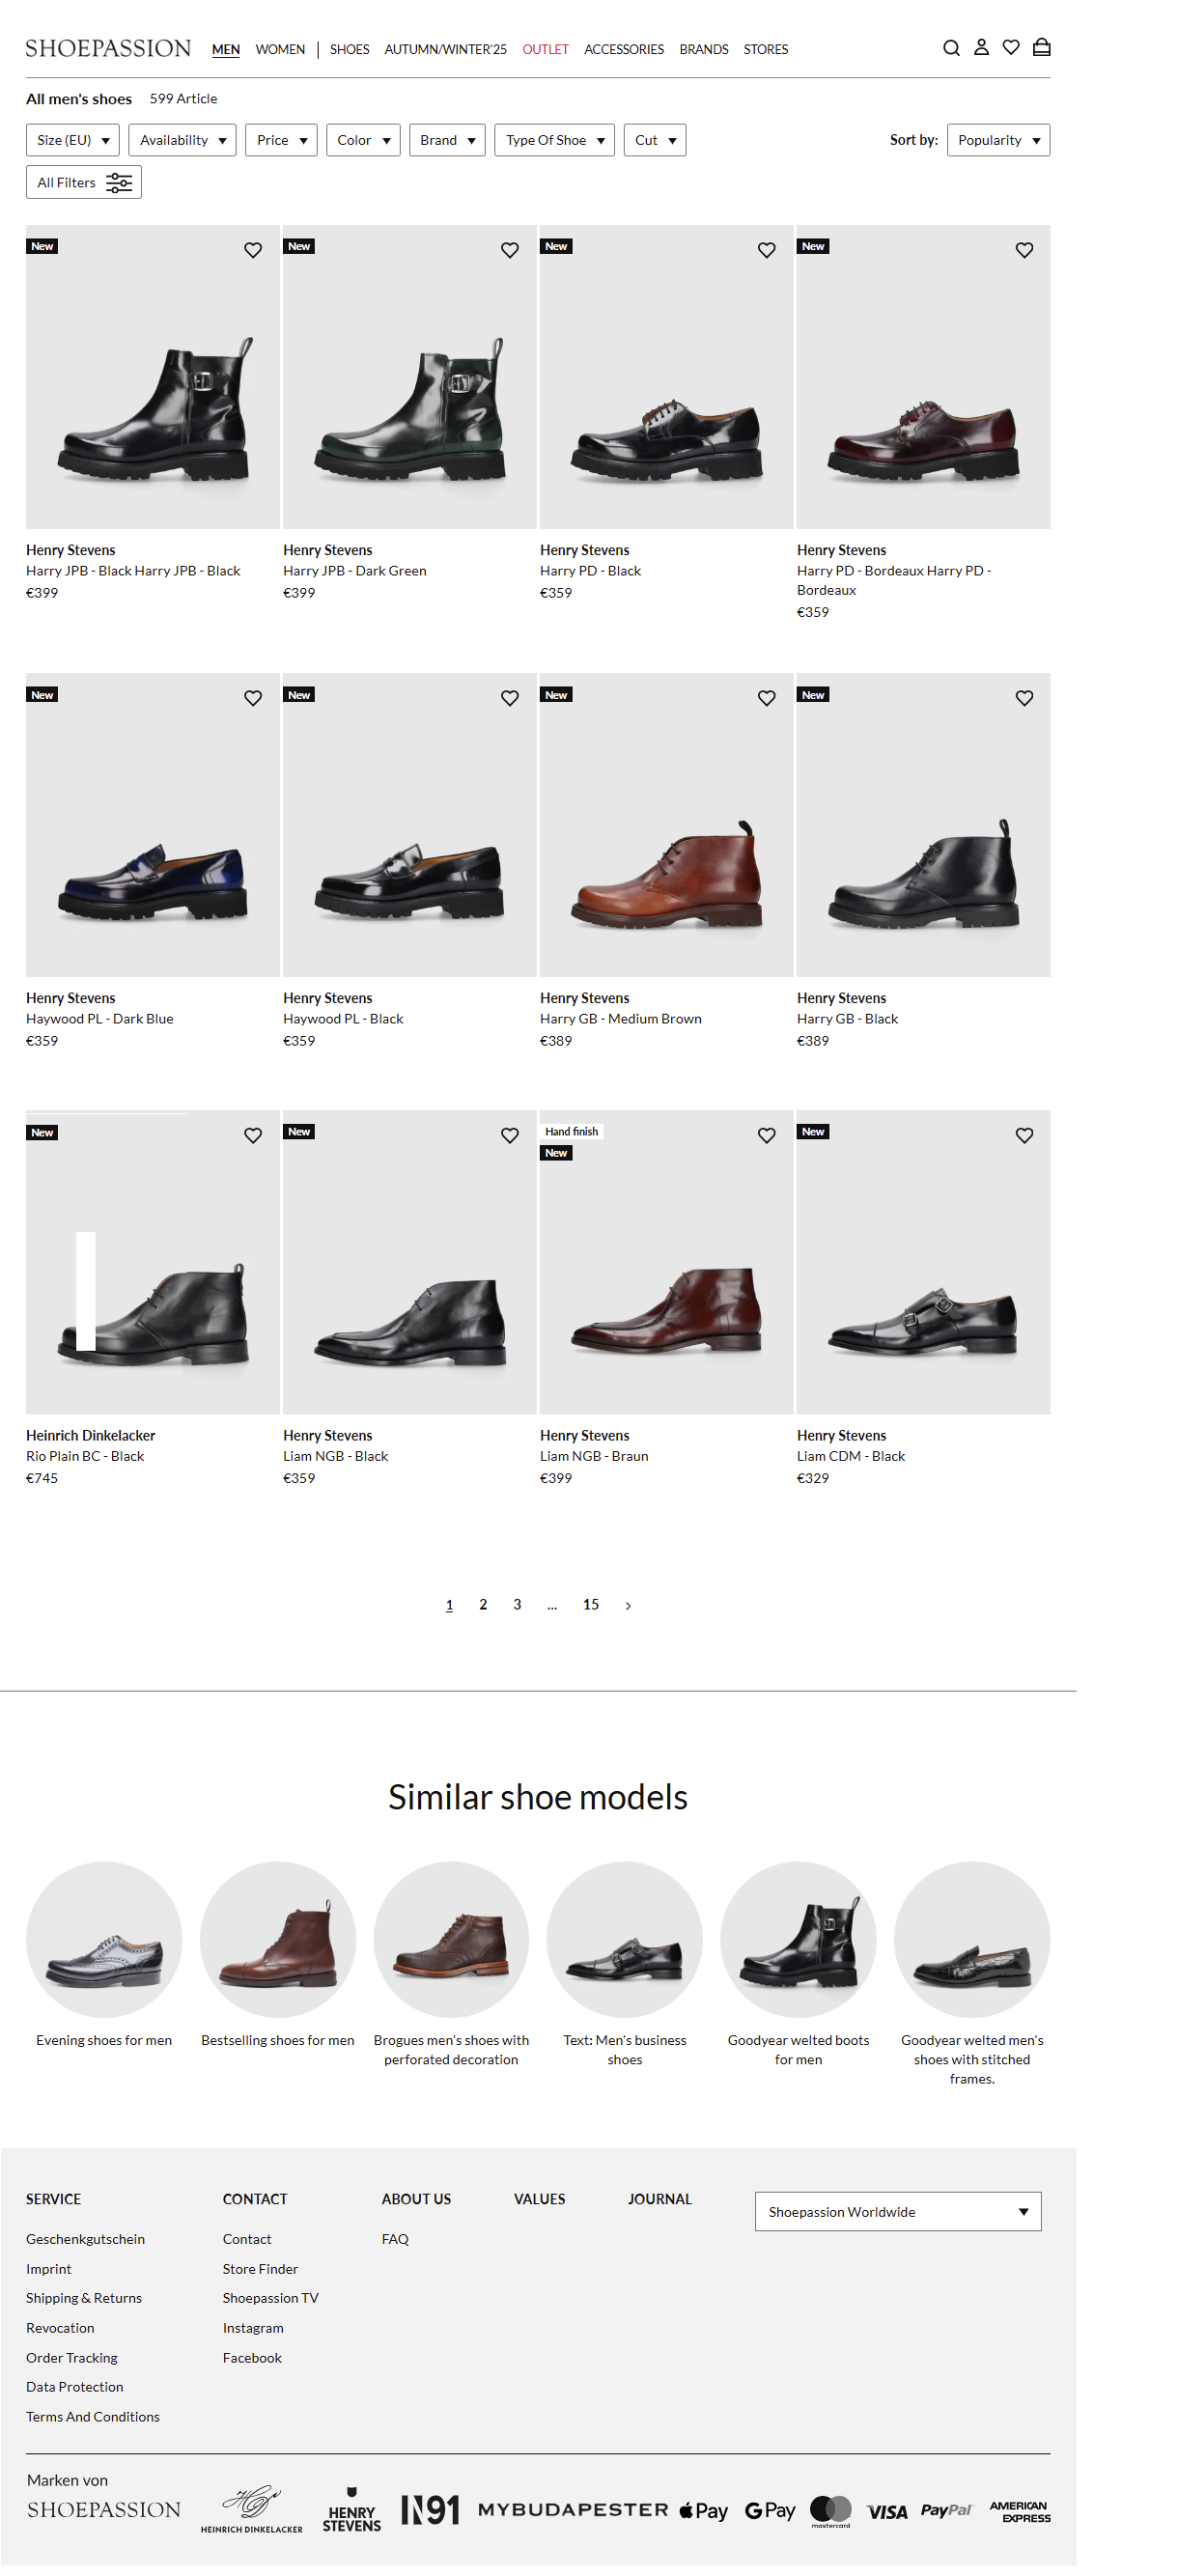 SHOEPASSION MEN WOMEN SHOES AUTUMN/WINTER'25 OUTLET ACCESSORIES BRANDS STORES
All men's shoes 599 Article
Size (EU) Availability Price Color Brand Type Of Shoe Cut Sort by: Popularity
All Filters
New New New New
Henry Stevens Henry Stevens Henry Stevens Henry Stevens
Harry JPB - Black Harry JPB - Black Harry JPB - Dark Green Harry PD - Black Harry PD - Bordeaux Harry PD -
Bordeaux
€399 €399 €359
€359
New New New New
Henry Stevens Henry Stevens Henry Stevens Henry Stevens
Haywood PL - Dark Blue Haywood PL - Black Harry GB - Medium Brown Harry GB - Black
€359 €359 €389 €389
New New Hand finish New
New
Heinrich Dinkelacker Henry Stevens Henry Stevens Henry Stevens
Rio Plain BC - Black Liam NGB - Black Liam NGB - Braun Liam CDM - Black
€745 €359 €399 €329
1 2 3 ... 15 >
Similar shoe models
Evening shoes for men Bestselling shoes for men Brogues men's shoes with Text: Men's business Goodyear welted boots Goodyear welted men's
perforated decoration shoes for men shoes with stitched
frames.
SERVICE CONTACT ABOUT US VALUES JOURNAL Shoepassion Worldwide
Geschenkgutschein Contact FAQ
Imprint Store Finder
Shipping & Returns Shoepassion TV
Revocation Instagram
Order Tracking Facebook
Data Protection
Terms And Conditions
Marken von
SHOEPASSION HEINRICH DINKELACKER HENRY STEVENS N91 MYBUDAPESTER Pay G Pay mastercard VISA PayPal AMERICAN EXPRESS